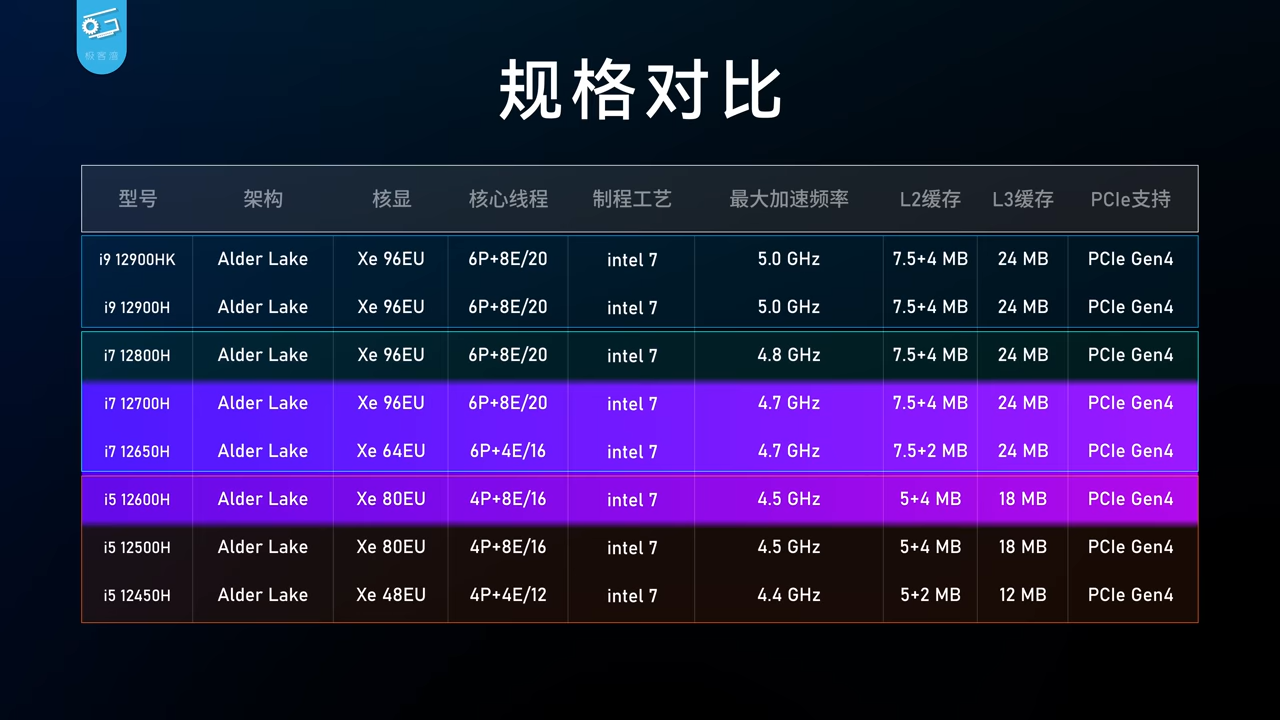 极客湾
规格对比
型号 架构 核显 核心线程 制程工艺 最大加速频率 L2缓存 L3缓存 PCIe支持
i9 12900HK Alder Lake Xe 96EU 6P+8E/20 intel 7 5.0 GHz 7.5+4 MB 24 MB PCIe Gen4
i9 12900H Alder Lake Xe 96EU 6P+8E/20 intel 7 5.0 GHz 7.5+4 MB 24 MB PCIe Gen4
i7 12800H Alder Lake Xe 96EU 6P+8E/20 intel 7 4.8 GHz 7.5+4 MB 24 MB PCIe Gen4
i7 12700H Alder Lake Xe 96EU 6P+8E/20 intel 7 4.7 GHz 7.5+4 MB 24 MB PCIe Gen4
i7 12650H Alder Lake Xe 64EU 6P+4E/16 intel 7 4.7 GHz 7.5+2 MB 24 MB PCIe Gen4
i5 12600H Alder Lake Xe 80EU 4P+8E/16 intel 7 4.5 GHz 5+4 MB 18 MB PCIe Gen4
i5 12500H Alder Lake Xe 80EU 4P+8E/16 intel 7 4.5 GHz 5+4 MB 18 MB PCIe Gen4
i5 12450H Alder Lake Xe 48EU 4P+4E/12 intel 7 4.4 GHz 5+2 MB 12 MB PCIe Gen4